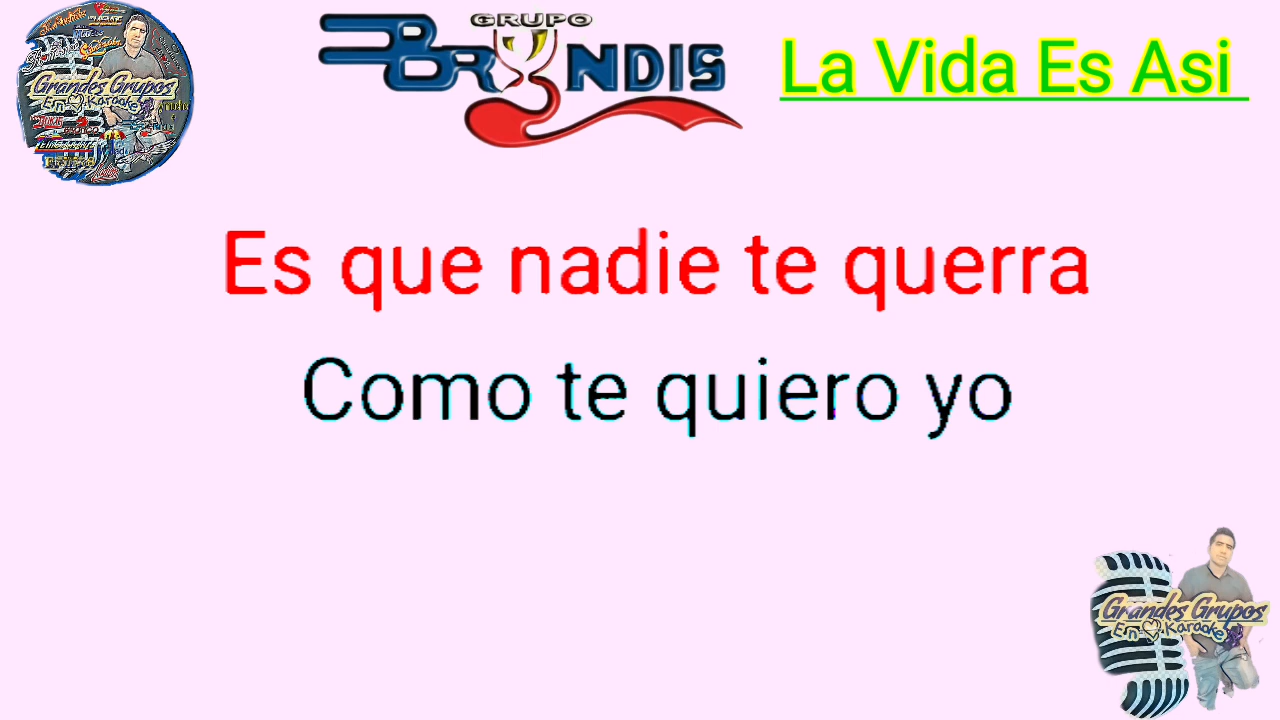 GRUPO
BRYNDIS
La Vida Es Asi
Grandes Grupos
En Karaoke
Es que nadie te querra
Como te quiero yo
Grandes Grupos
En Karaoke